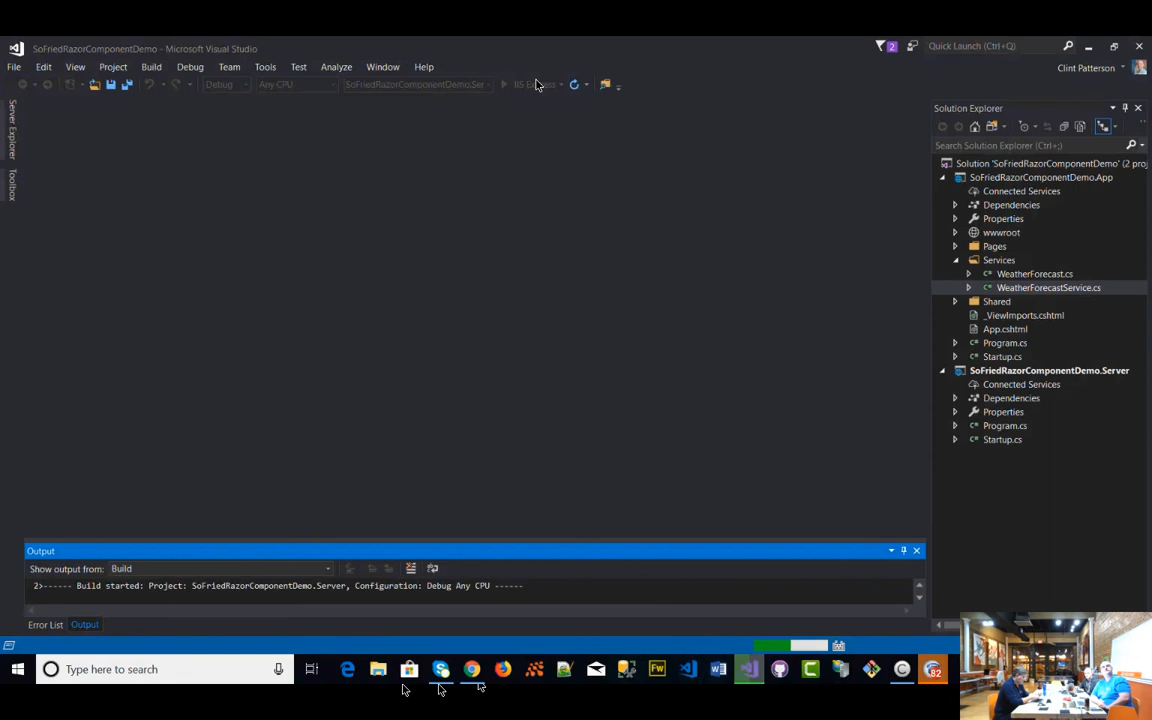 SoFriedRazorComponentDemo - Microsoft Visual Studio
2
Quick Launch (Ctrl+Q)
File Edit View Project Build Debug Team Tools Test Analyze Window Help
Clint Patterson
Debug
Any CPU
SoFriedRazorComponentDemo.Ser
Server Explorer
Toolbox
Solution Explorer
Search Solution Explorer (Ctrl+;)
Solution 'SoFriedRazorComponentDemo' (2 proj
SoFriedRazorComponentDemo.App
Connected Services
Dependencies
Properties
wwwroot
Pages
Services
C# WeatherForecast.cs
C# WeatherForecastService.cs
Shared
_ViewImports.cshtml
App.cshtml
C# Program.cs
C# Startup.cs
SoFriedRazorComponentDemo.Server
Connected Services
Dependencies
Properties
C# Program.cs
C# Startup.cs
Output
Show output from: Build
2>------ Build started: Project: SoFriedRazorComponentDemo.Server, Configuration: Debug Any CPU ------
Error List Output
Type here to search
FW